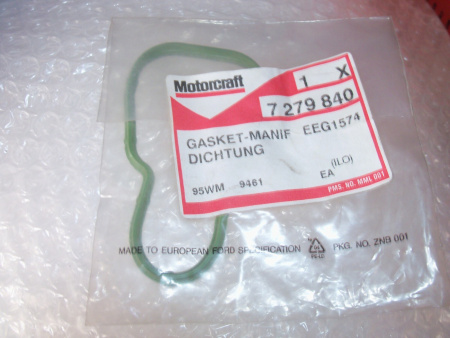 Motorcraft
1 X
7 279 840
GASKET-MANIF EEG1574
DICHTUNG
(ILO)
95WM 9461 EA
PMS. NO. MML 001
MADE TO EUROPEAN FORD SPECIFICATION PKG. NO. ZNB 001